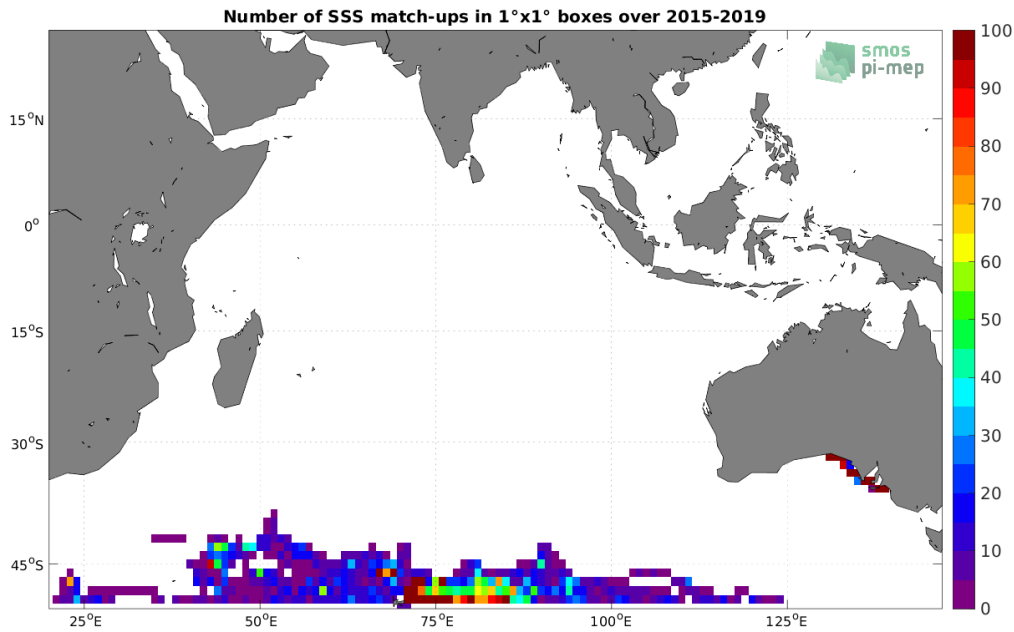 Number of SSS match-ups in 1°x1° boxes over 2015-2019
smos
pi-mep
15°N
0°
15°S
30°S
45°S
25°E
50°E
75°E
100°E
125°E
100
90
80
70
60
50
40
30
20
10
0